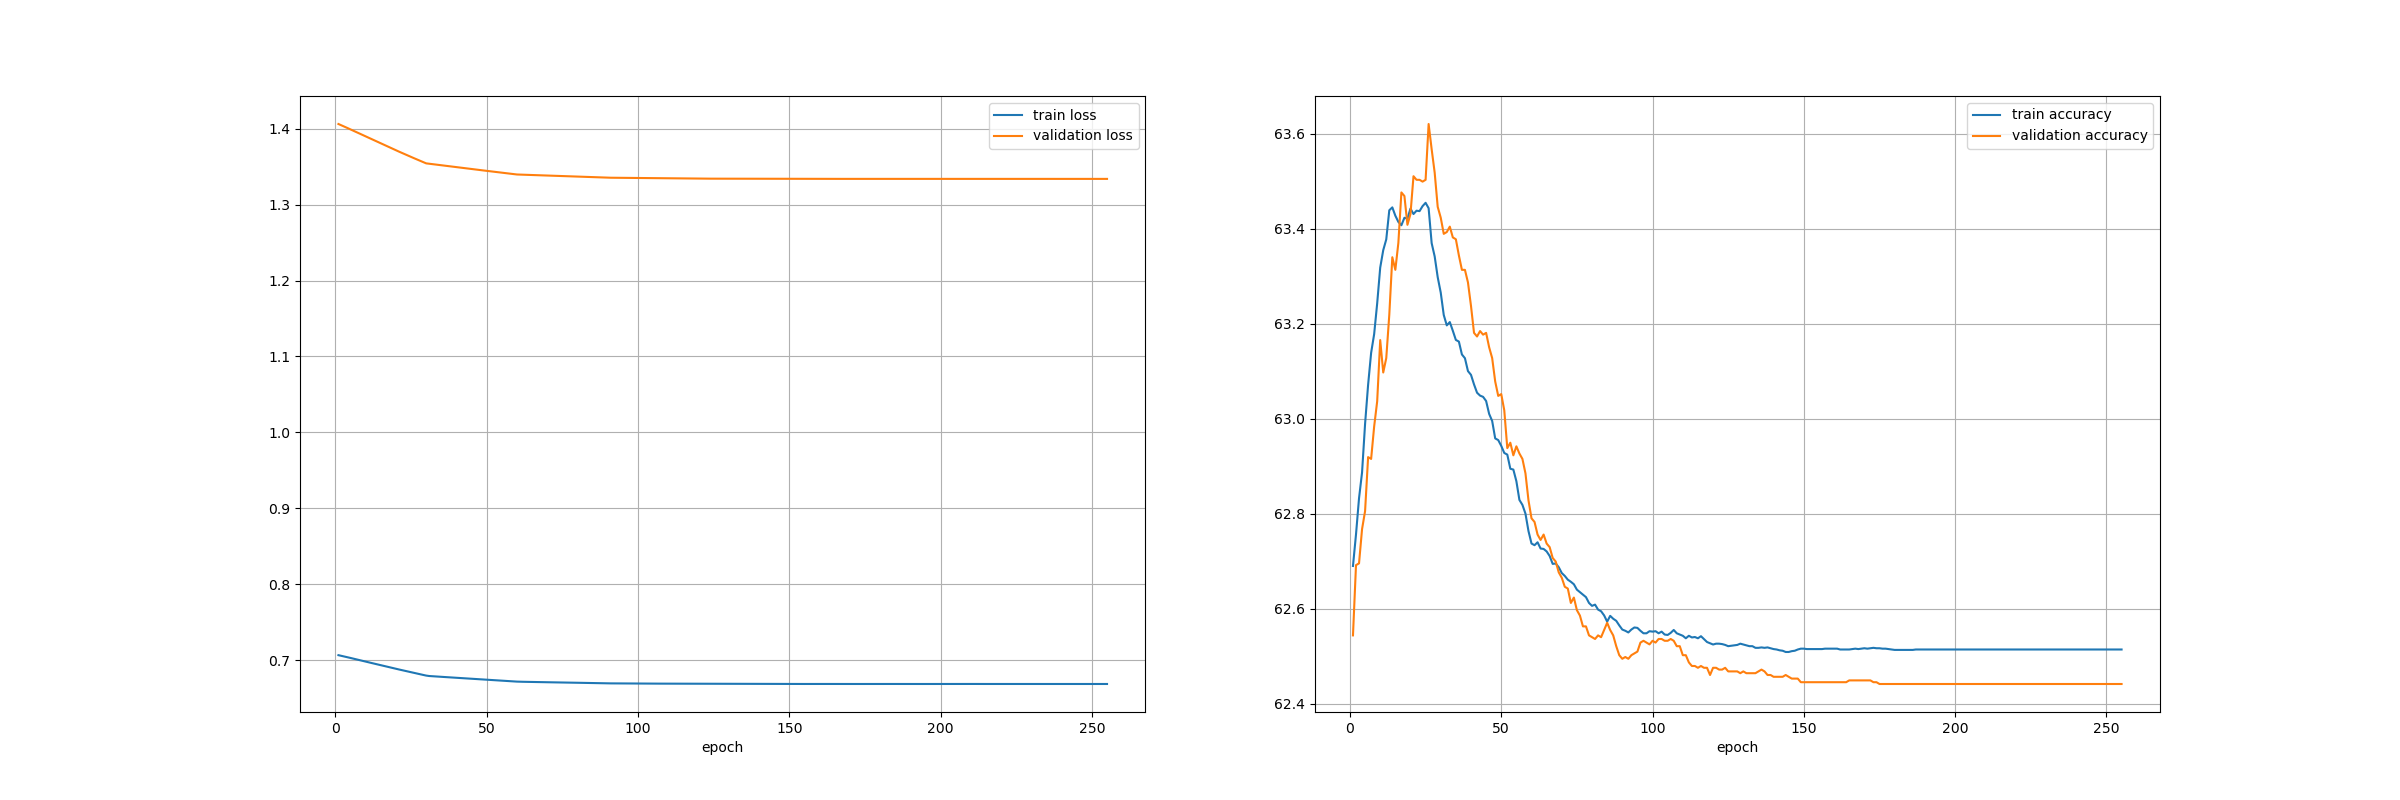 train loss
validation loss
1.4
1.3
1.2
1.1
1.0
0.9
0.8
0.7
0 50 100 150 200 250
epoch
train accuracy
validation accuracy
63.6
63.4
63.2
63.0
62.8
62.6
62.4
0 50 100 150 200 250
epoch